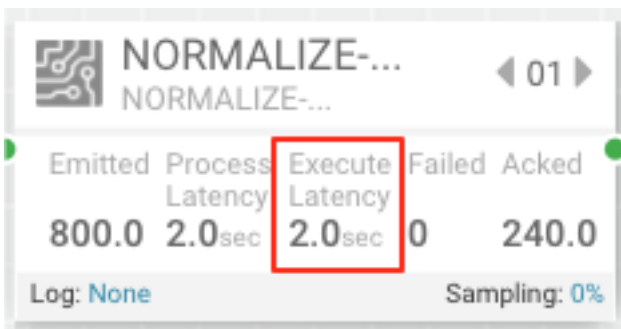 NORMALIZE-...
NORMALIZE-...
01
Emitted Process Execute Failed Acked
Latency Latency
800.0 2.0sec 2.0sec 0 240.0
Log: None Sampling: 0%